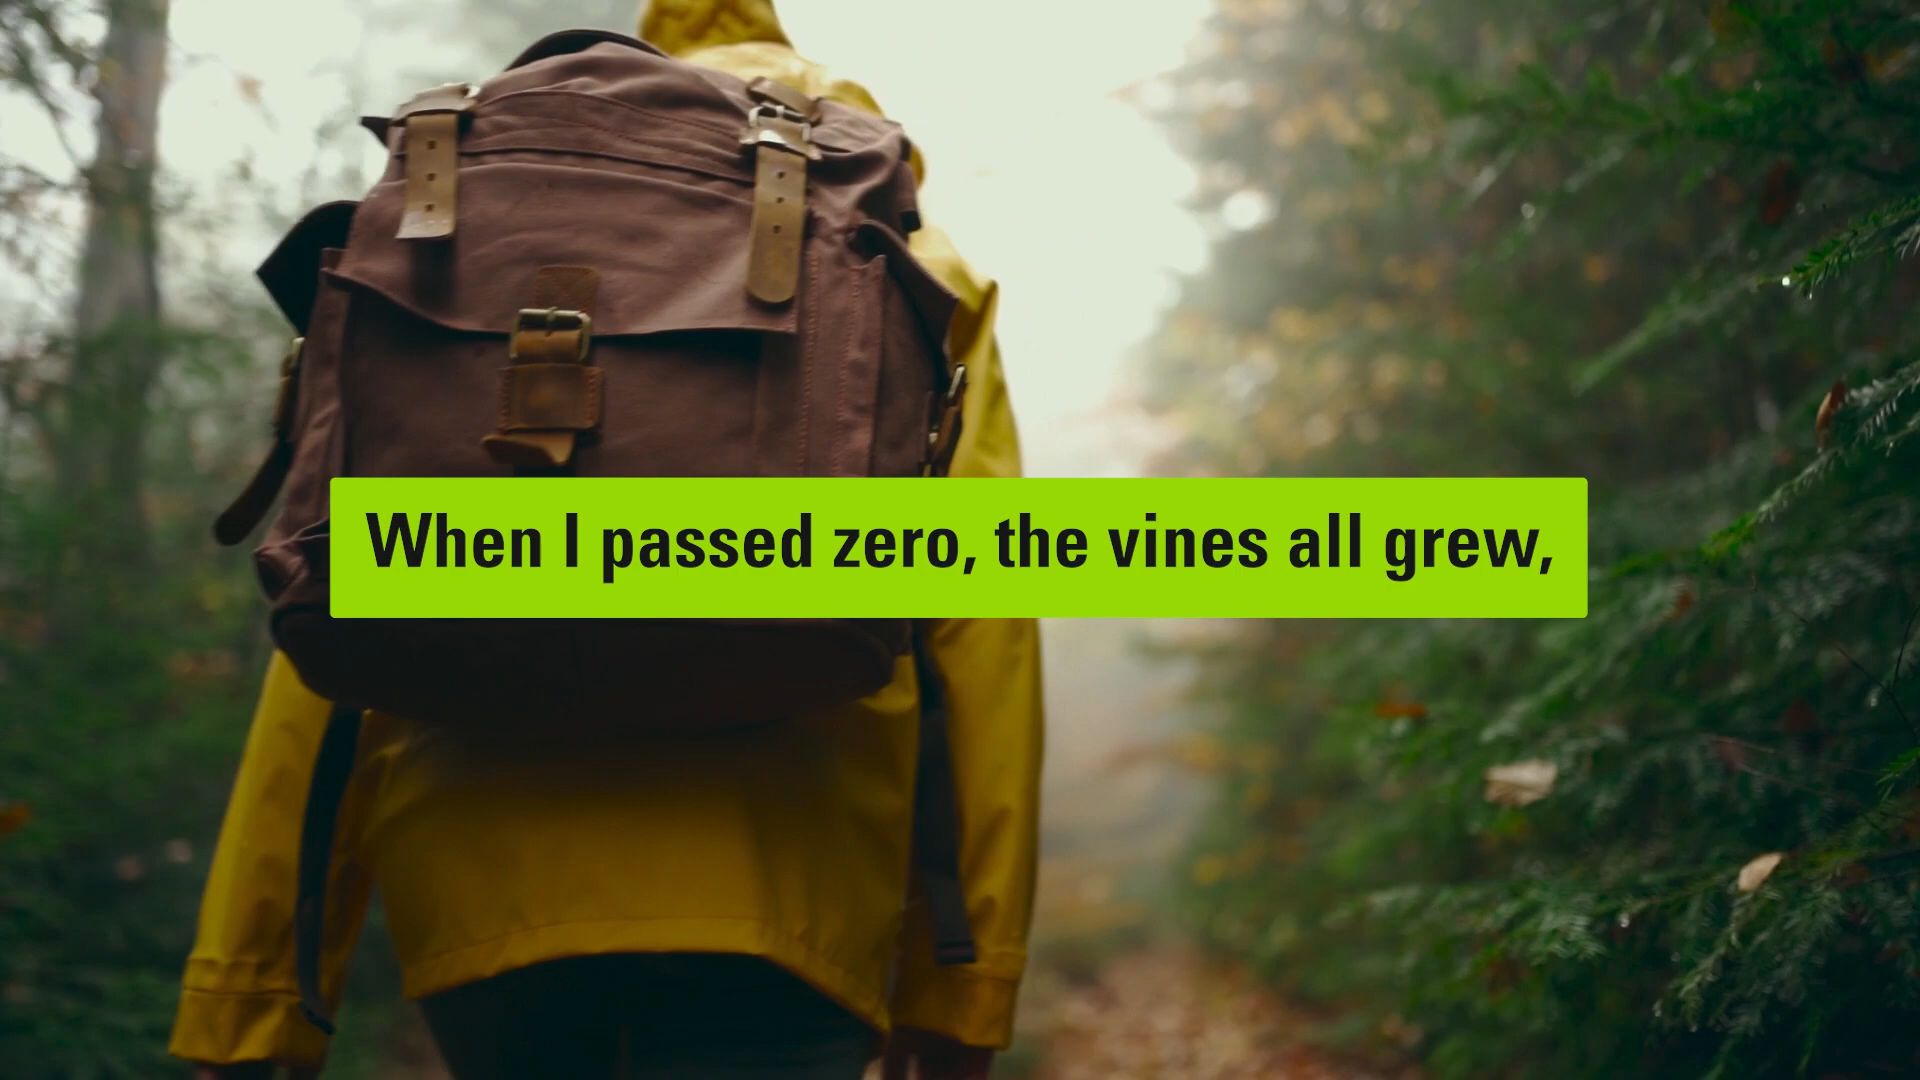 When I passed zero, the vines all grew,